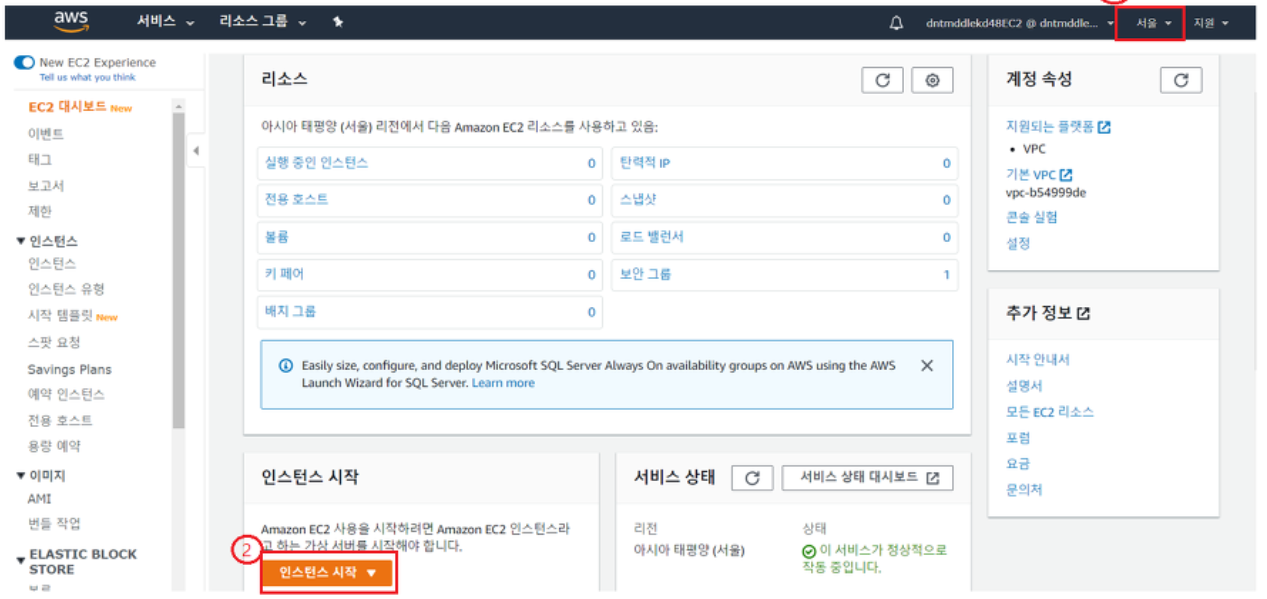 aws 서비스 리소스 그룹 dntmddlekd48EC2 @ dntmddle... 서울 지원
New EC2 Experience
Tell us what you think
EC2 대시보드 New
이벤트
태그
보고서
제한
인스턴스
인스턴스
인스턴스 유형
시작 템플릿 New
스팟 요청
Savings Plans
예약 인스턴스
전용 호스트
용량 예약
이미지
AMI
번들 작업
ELASTIC BLOCK
STORE
볼륨
리소스
아시아 태평양 (서울) 리전에서 다음 Amazon EC2 리소스를 사용하고 있음:
실행 중인 인스턴스 0 탄력적 IP 0
전용 호스트 0 스냅샷 0
볼륨 0 로드 밸런서 0
키 페어 0 보안 그룹 1
배치 그룹 0
Easily size, configure, and deploy Microsoft SQL Server Always On availability groups on AWS using the AWS
Launch Wizard for SQL Server. Learn more
인스턴스 시작
Amazon EC2 사용을 시작하려면 Amazon EC2 인스턴스라
고 하는 가상 서버를 시작해야 합니다.
2
인스턴스 시작
서비스 상태 서비스 상태 대시보드
리전 상태
아시아 태평양 (서울) 이 서비스가 정상적으로
작동 중입니다.
계정 속성
지원되는 플랫폼
• VPC
기본 VPC
vpc-b54999de
콘솔 실험
설정
추가 정보
시작 안내서
설명서
모든 EC2 리소스
포럼
요금
문의처